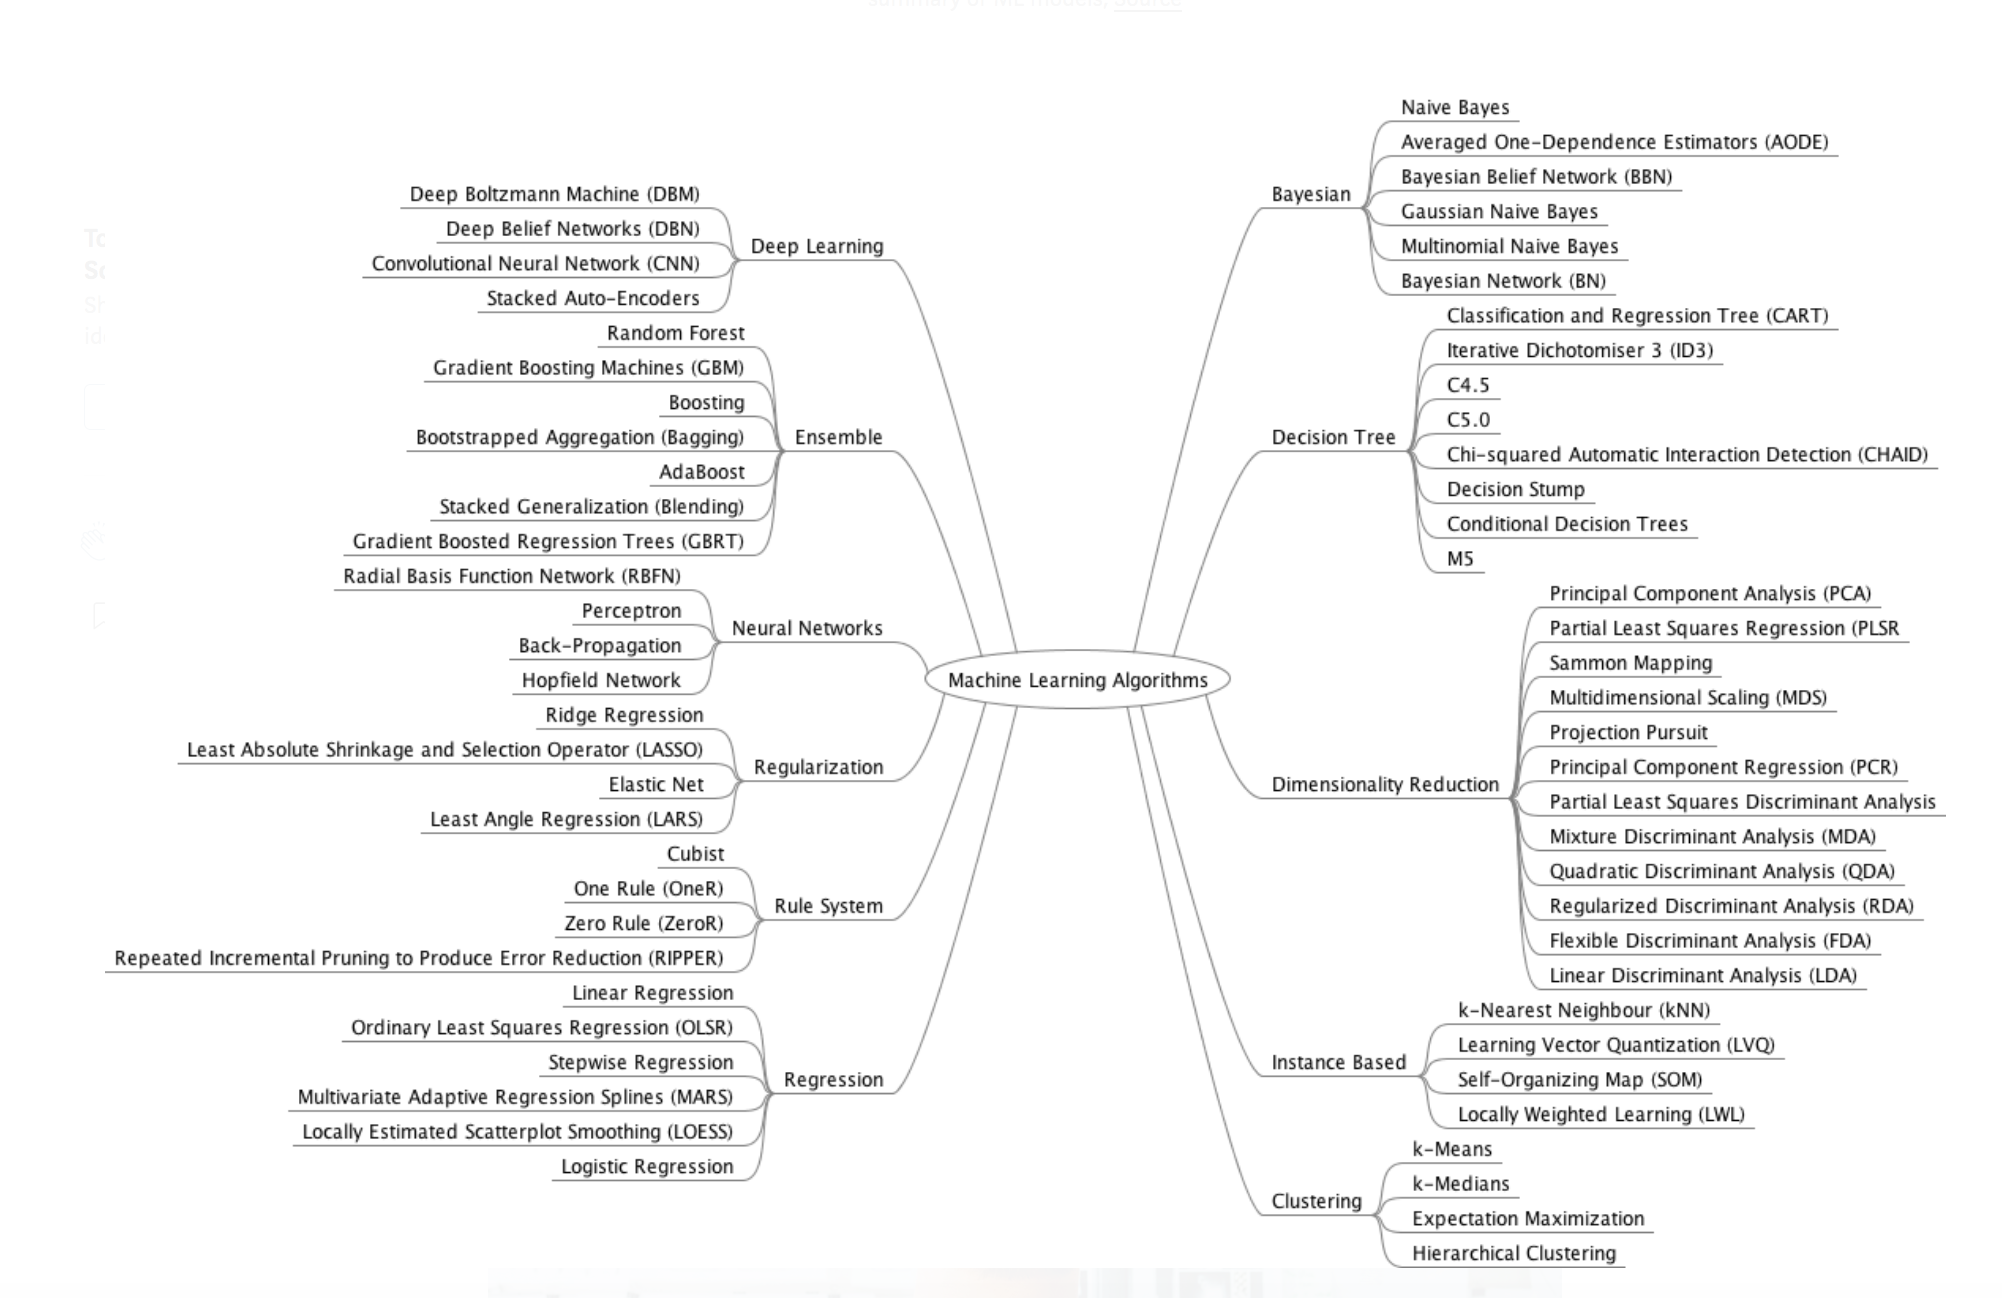 summary of ML models, Source
Deep Boltzmann Machine (DBM)
Deep Belief Networks (DBN)
Convolutional Neural Network (CNN)
Stacked Auto-Encoders
Deep Learning
Random Forest
Gradient Boosting Machines (GBM)
Boosting
Bootstrapped Aggregation (Bagging)
AdaBoost
Stacked Generalization (Blending)
Gradient Boosted Regression Trees (GBRT)
Ensemble
Radial Basis Function Network (RBFN)
Perceptron
Back-Propagation
Hopfield Network
Neural Networks
Ridge Regression
Least Absolute Shrinkage and Selection Operator (LASSO)
Elastic Net
Least Angle Regression (LARS)
Regularization
Cubist
One Rule (OneR)
Zero Rule (ZeroR)
Repeated Incremental Pruning to Produce Error Reduction (RIPPER)
Rule System
Linear Regression
Ordinary Least Squares Regression (OLSR)
Stepwise Regression
Multivariate Adaptive Regression Splines (MARS)
Locally Estimated Scatterplot Smoothing (LOESS)
Logistic Regression
Regression
Machine Learning Algorithms
Bayesian
Naive Bayes
Averaged One-Dependence Estimators (AODE)
Bayesian Belief Network (BBN)
Gaussian Naive Bayes
Multinomial Naive Bayes
Bayesian Network (BN)
Decision Tree
Classification and Regression Tree (CART)
Iterative Dichotomiser 3 (ID3)
C4.5
C5.0
Chi-squared Automatic Interaction Detection (CHAID)
Decision Stump
Conditional Decision Trees
M5
Dimensionality Reduction
Principal Component Analysis (PCA)
Partial Least Squares Regression (PLSR
Sammon Mapping
Multidimensional Scaling (MDS)
Projection Pursuit
Principal Component Regression (PCR)
Partial Least Squares Discriminant Analysis
Mixture Discriminant Analysis (MDA)
Quadratic Discriminant Analysis (QDA)
Regularized Discriminant Analysis (RDA)
Flexible Discriminant Analysis (FDA)
Linear Discriminant Analysis (LDA)
Instance Based
k-Nearest Neighbour (kNN)
Learning Vector Quantization (LVQ)
Self-Organizing Map (SOM)
Locally Weighted Learning (LWL)
Clustering
k-Means
k-Medians
Expectation Maximization
Hierarchical Clustering